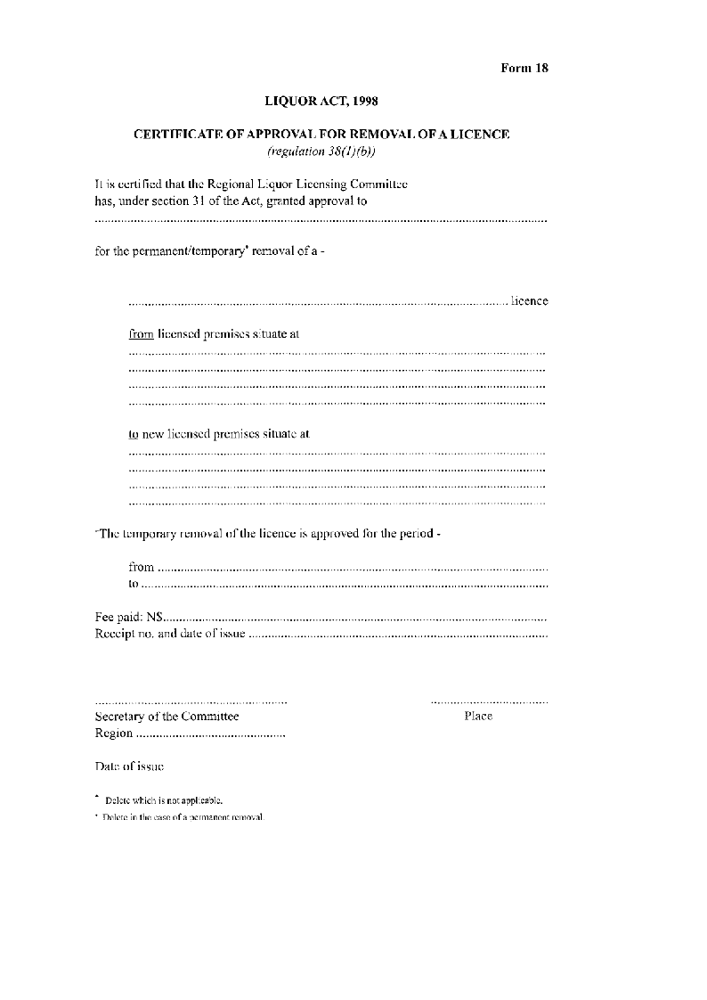 Form 18
LIQUOR ACT, 1998
CERTIFICATE OF APPROVAL FOR REMOVAL OF A LICENCE
(regulation 38(1)(b))
It is certified that the Regional Liquor Licensing Committee
has, under section 31 of the Act, granted approval to
..........................................................................................................................................
for the permanent/temporary* removal of a -
.................................................................................................................... licence
from licensed premises situate at
................................................................................................................................
................................................................................................................................
................................................................................................................................
................................................................................................................................
to new licensed premises situate at
................................................................................................................................
................................................................................................................................
................................................................................................................................
................................................................................................................................
+The temporary removal of the licence is approved for the period -
from ......................................................................................................................
to ............................................................................................................................
Fee paid: N$.....................................................................................................................
Receipt no. and date of issue ...........................................................................................
........................................................... ....................................
Secretary of the Committee Place
Region ..............................................
Date of issue
* Delete which is not applicable.
+ Delete in the case of a permanent removal.